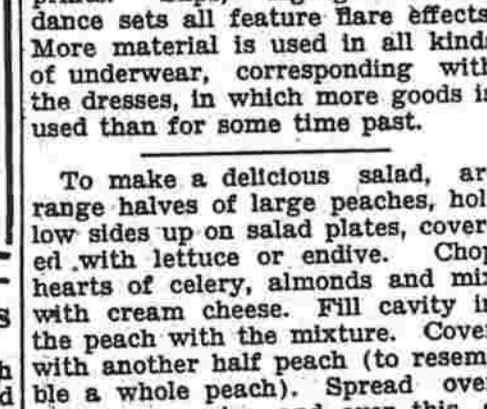 dance sets all feature flare effects
More material is used in all kinds
of underwear, corresponding with
the dresses, in which more goods is
used than for some time past.
To make a delicious salad, ar-
range halves of large peaches, hol-
low sides up on salad plates, cover-
ed with lettuce or endive. Chop
hearts of celery, almonds and mix
with cream cheese. Fill cavity in
the peach with the mixture. Cover
with another half peach (to resem-
ble a whole peach). Spread over